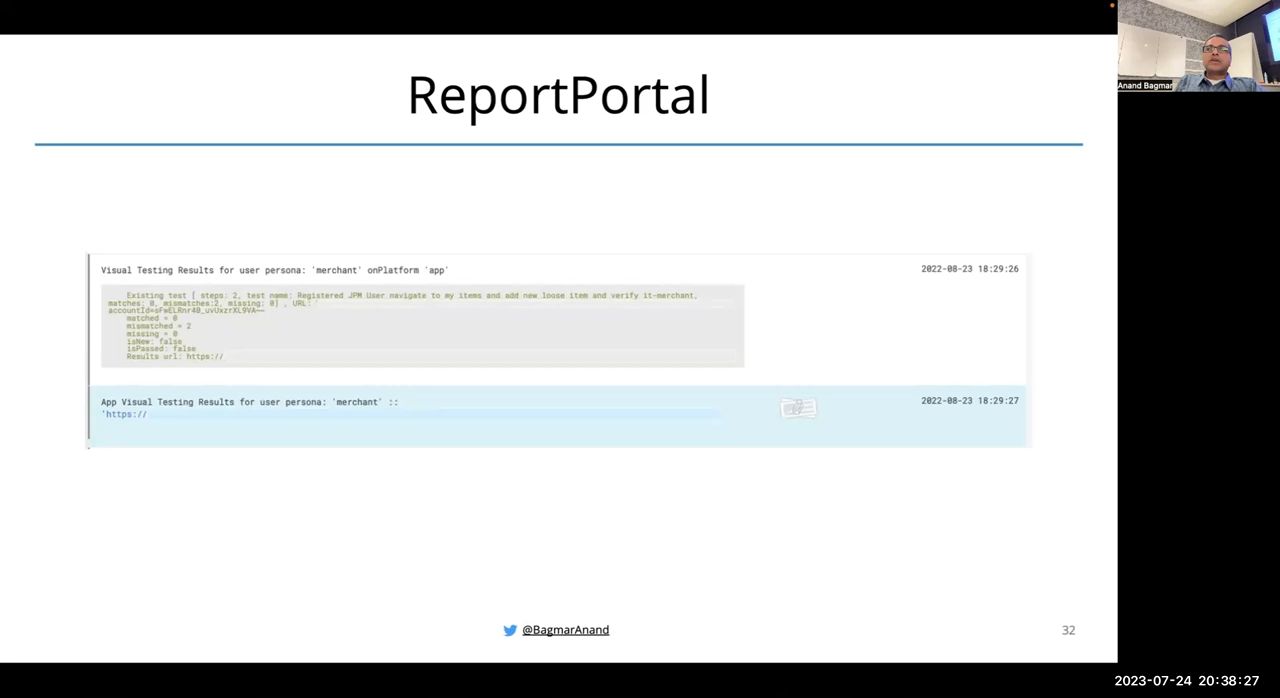 ReportPortal
Anand Bagmar
Visual Testing Results for user persona: 'merchant' onPlatform 'app'
2022-08-23 18:29:26
Existing test [ steps: 2, test name: Registered JPM User navigate to my items and add new loose item and verify it-merchant,
matches: 0, mismatches:2, missing: 0] , URL:
accountId=sFwELRnr4B_uvUxzrXL9VA~~
matched = 0
mismatched = 2
missing = 0
isNew: false
isPassed: false
Results url: https://
App Visual Testing Results for user persona: 'merchant' ::
2022-08-23 18:29:27
'https://
@BagmarAnand
32
2023-07-24 20:38:27